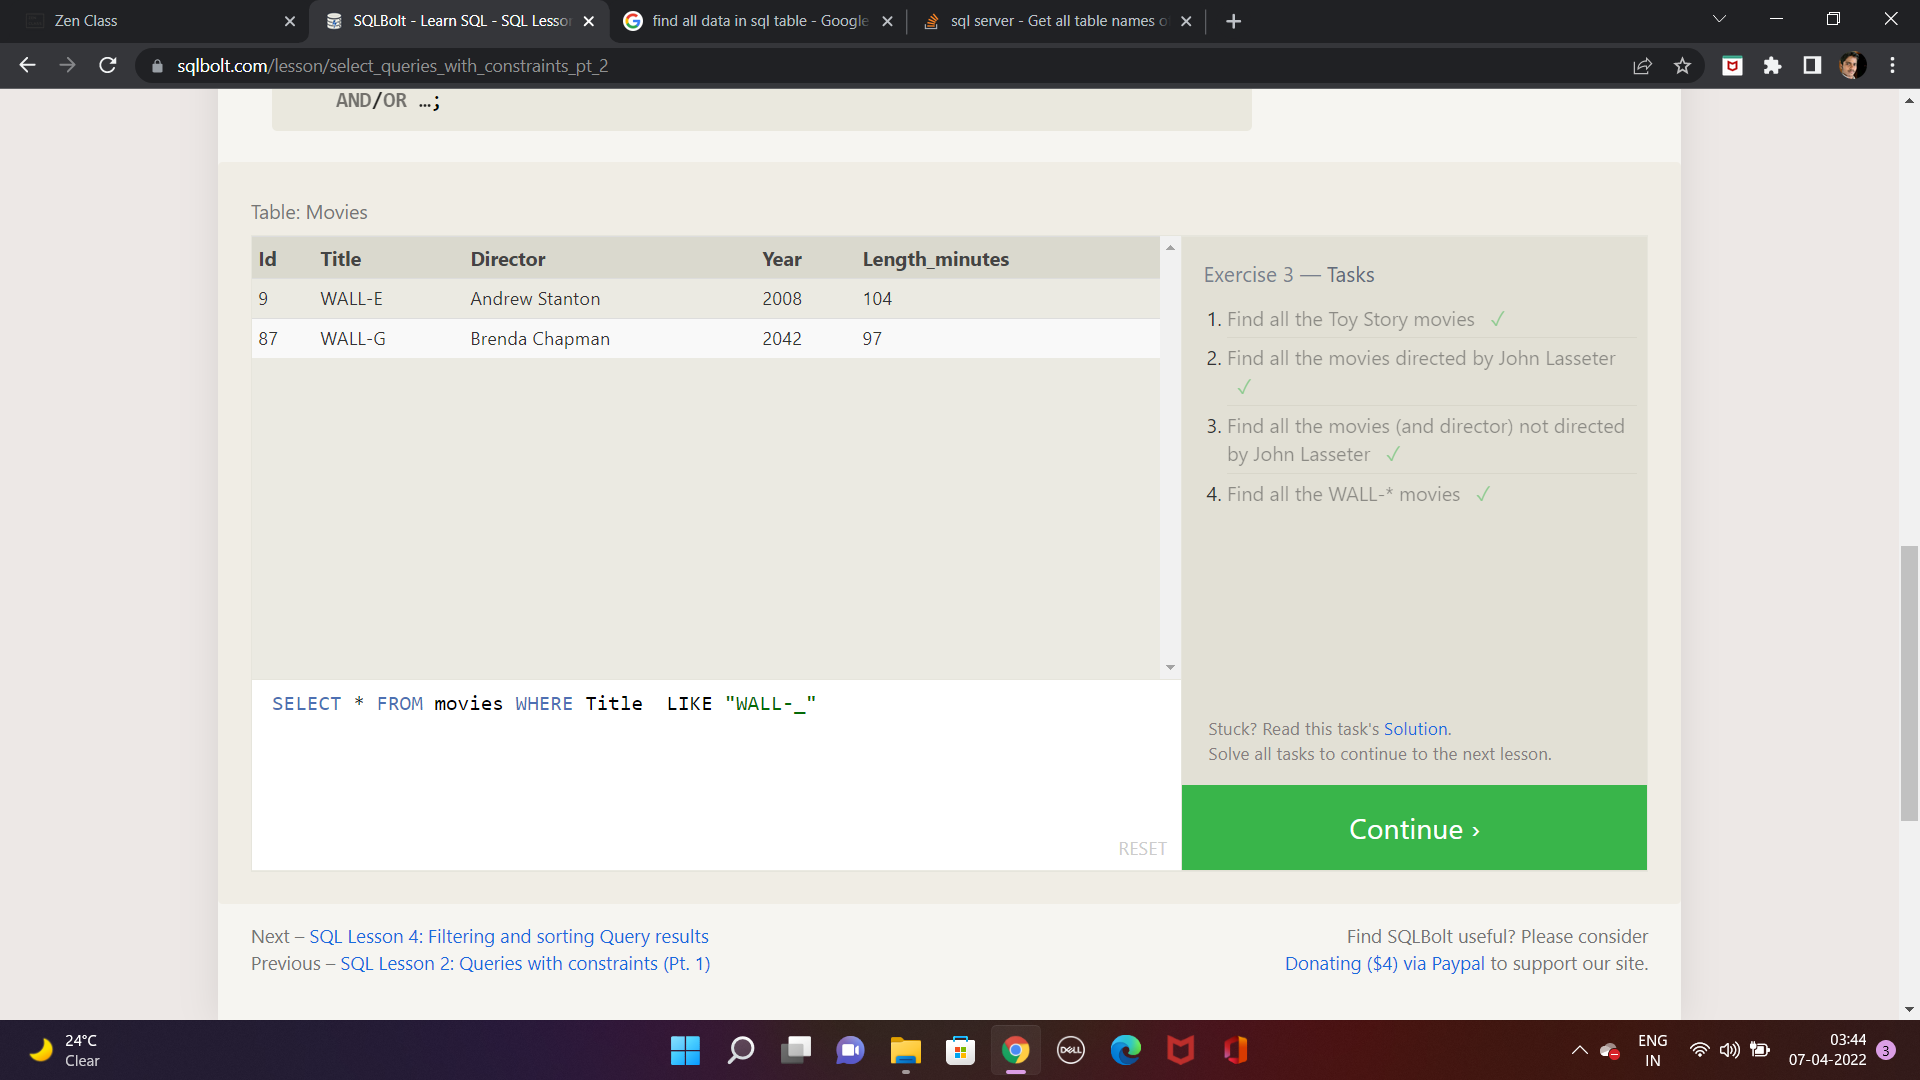 Zen Class
SQLBolt - Learn SQL - SQL Lesson
find all data in sql table - Google
sql server - Get all table names o
sqlbolt.com/lesson/select_queries_with_constraints_pt_2
AND/OR …;
Table: Movies
Id Title Director Year Length_minutes
9 WALL-E Andrew Stanton 2008 104
87 WALL-G Brenda Chapman 2042 97
SELECT * FROM movies WHERE Title  LIKE "WALL-_"
RESET
Exercise 3 — Tasks
1. Find all the Toy Story movies ✓
2. Find all the movies directed by John Lasseter
✓
3. Find all the movies (and director) not directed
by John Lasseter ✓
4. Find all the WALL-* movies ✓
Stuck? Read this task's Solution.
Solve all tasks to continue to the next lesson.
Continue ›
Next – SQL Lesson 4: Filtering and sorting Query results
Previous – SQL Lesson 2: Queries with constraints (Pt. 1)
Find SQLBolt useful? Please consider
Donating ($4) via Paypal to support our site.
24°C
Clear
DELL
ENG
IN
03:44
07-04-2022
3